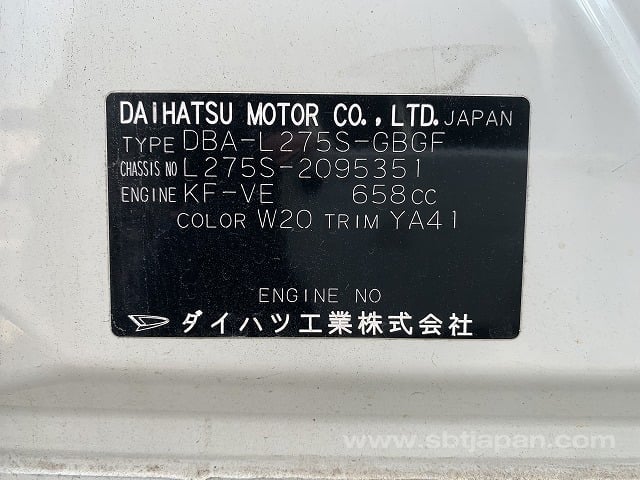 DAIHATSU MOTOR CO., LTD. JAPAN
TYPE DBA-L275S-GBGF
CHASSIS NO L275S-2095351
ENGINE KF-VE 658cc
COLOR W20 TRIM YA41
ENGINE NO
ダイハツ工業株式会社
www.sbtjapan.com